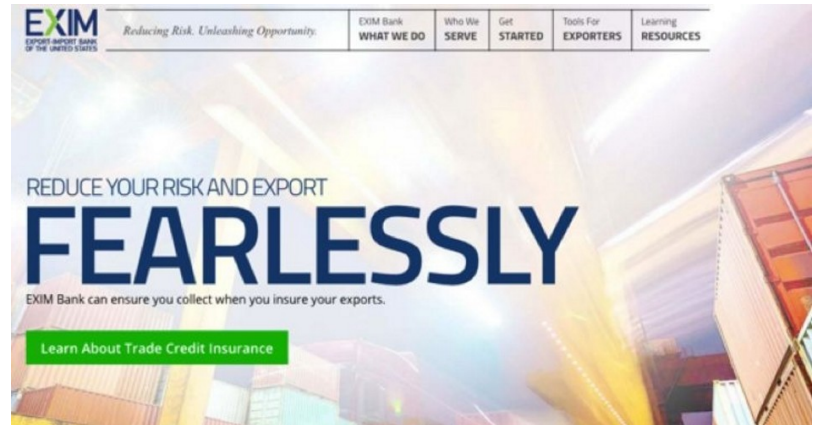 EXIM
EXPORT-IMPORT BANK
OF THE UNITED STATES
Reducing Risk. Unleashing Opportunity.
EXIM Bank
WHAT WE DO
Who We
SERVE
Get
STARTED
Tools For
EXPORTERS
Learning
RESOURCES
REDUCE YOUR RISK AND EXPORT
FEARLESSLY
EXIM Bank can ensure you collect when you insure your exports.
Learn About Trade Credit Insurance